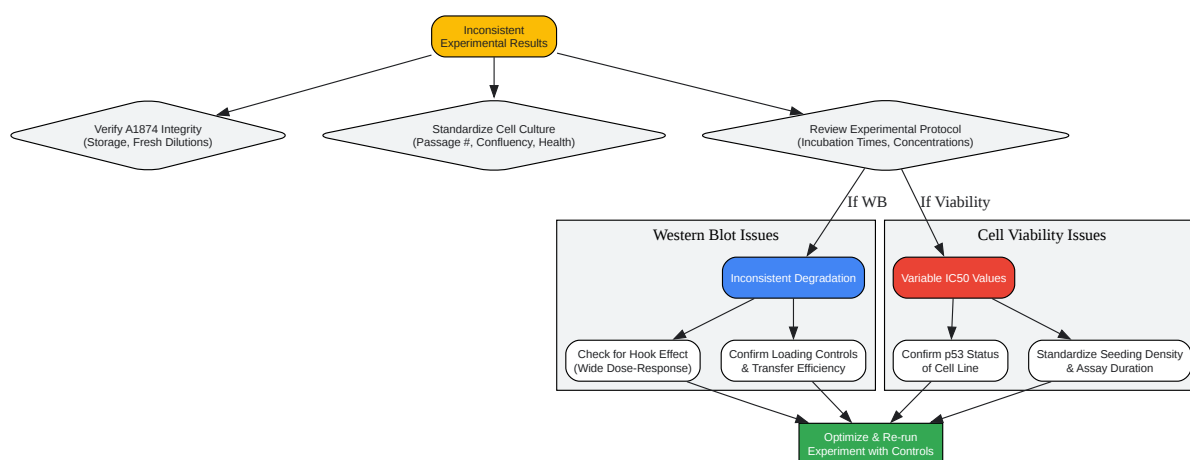 Inconsistent
Experimental Results
Verify A1874 Integrity
(Storage, Fresh Dilutions)
Standardize Cell Culture
(Passage #, Confluency, Health)
Review Experimental Protocol
(Incubation Times, Concentrations)
If WB
If Viability
Western Blot Issues
Cell Viability Issues
Inconsistent Degradation
Variable IC50 Values
Check for Hook Effect
(Wide Dose-Response)
Confirm Loading Controls
& Transfer Efficiency
Confirm p53 Status
of Cell Line
Standardize Seeding Density
& Assay Duration
Optimize & Re-run
Experiment with Controls